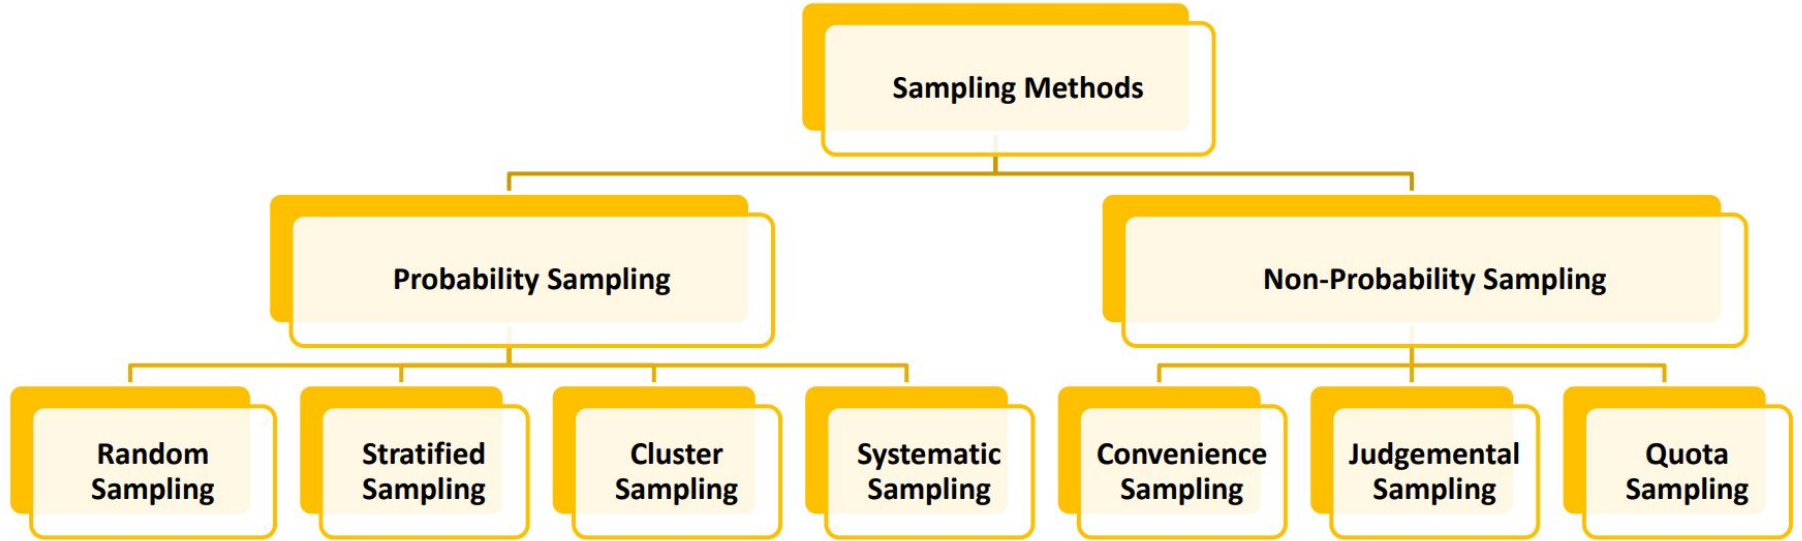 Sampling Methods
Probability Sampling
Non-Probability Sampling
Random
Sampling
Stratified
Sampling
Cluster
Sampling
Systematic
Sampling
Convenience
Sampling
Judgemental
Sampling
Quota
Sampling